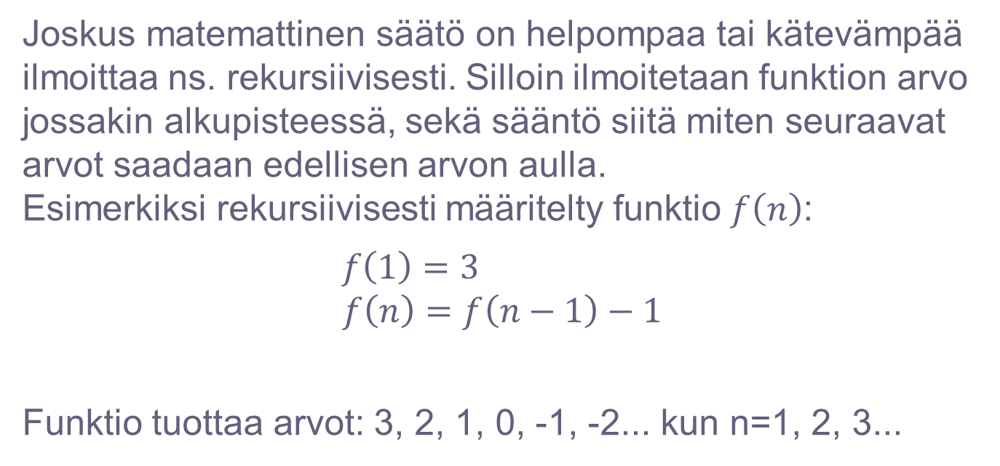 Joskus matemattinen säätö on helpompaa tai kätevämpää
ilmoittaa ns. rekursiivisesti. Silloin ilmoitetaan funktion arvo
jossakin alkupisteessä, sekä sääntö siitä miten seuraavat
arvot saadaan edellisen arvon aulla.
Esimerkiksi rekursiivisesti määritelty funktio f(n):
f(1) = 3
f(n) = f(n − 1) − 1
Funktio tuottaa arvot: 3, 2, 1, 0, -1, -2... kun n=1, 2, 3...